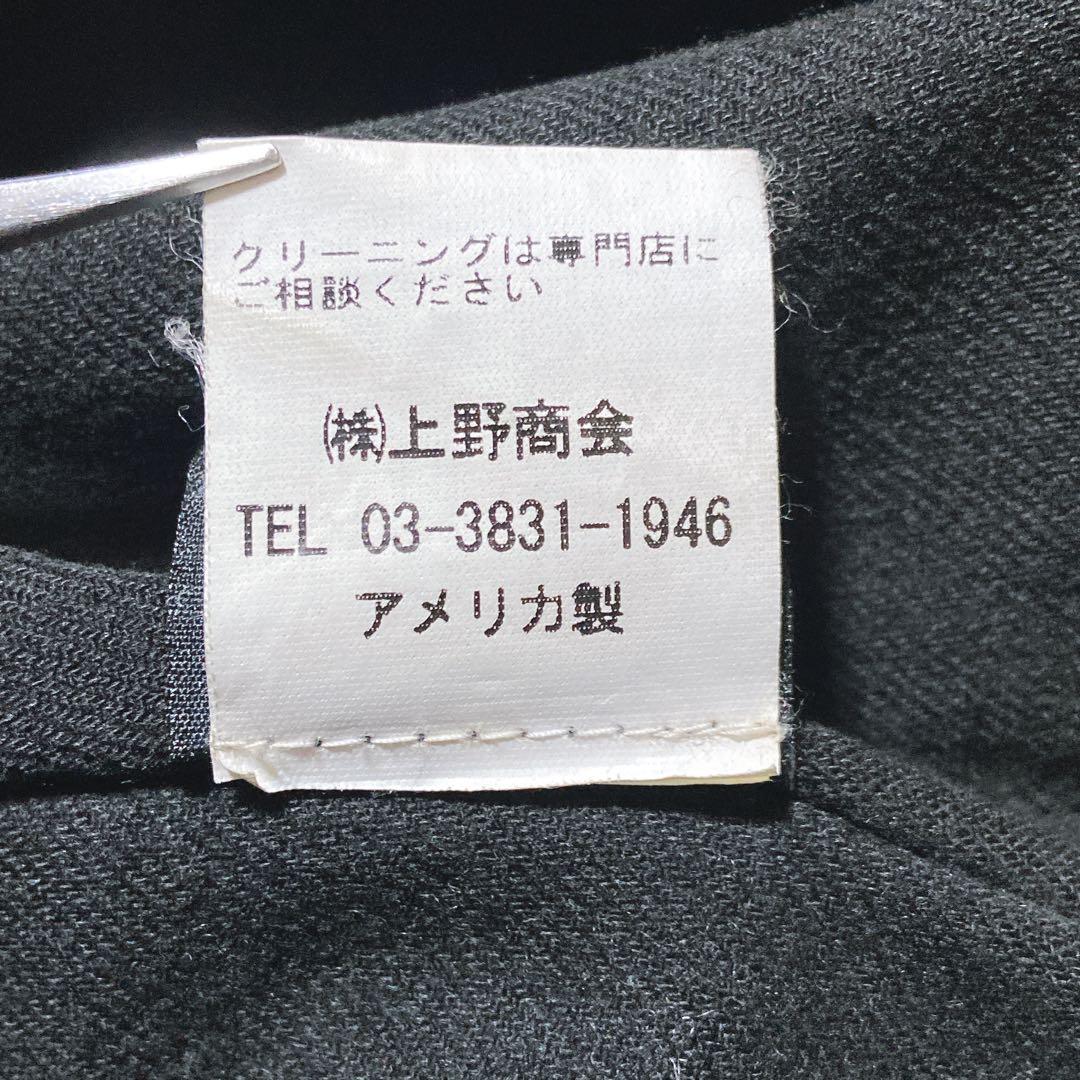 クリーニングは専門店に
ご相談ください
㈱上野商会
TEL 03-3831-1946
アメリカ製